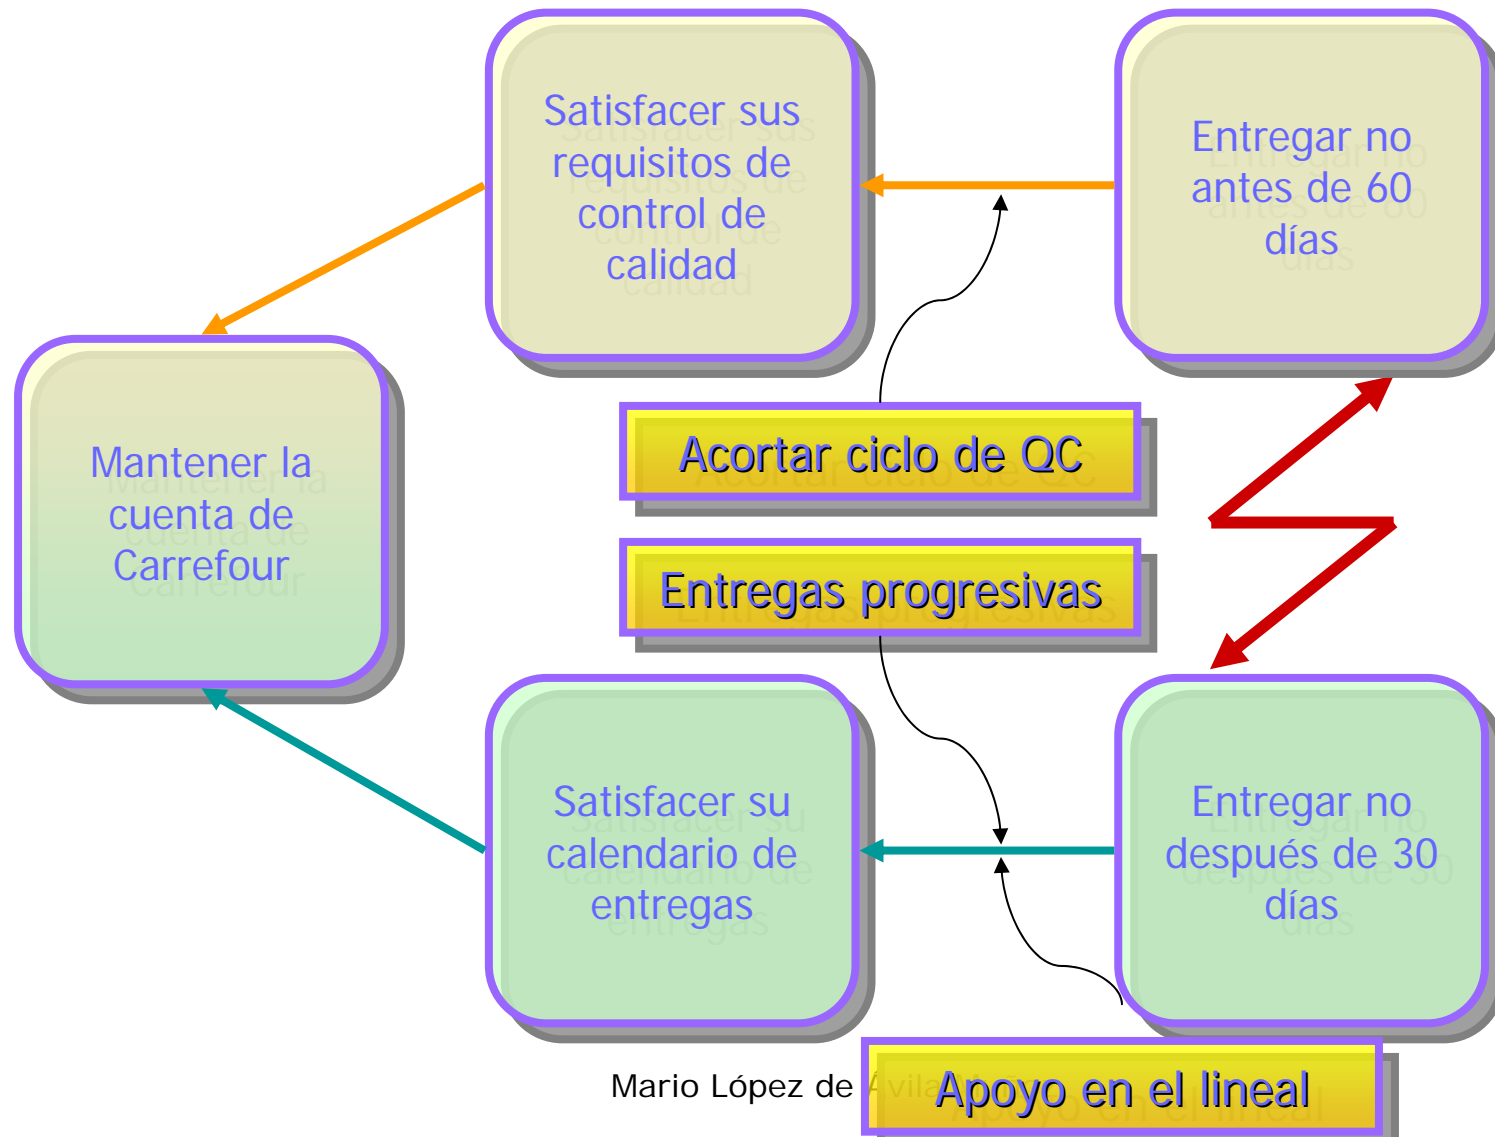 Satisfacer sus
requisitos de
control de
calidad
Entregar no
antes de 60
días
Mantener la
cuenta de
Carrefour
Acortar ciclo de QC
Entregas progresivas
Satisfacer su
calendario de
entregas
Entregar no
después de 30
días
Mario López de Ávila
Apoyo en el lineal